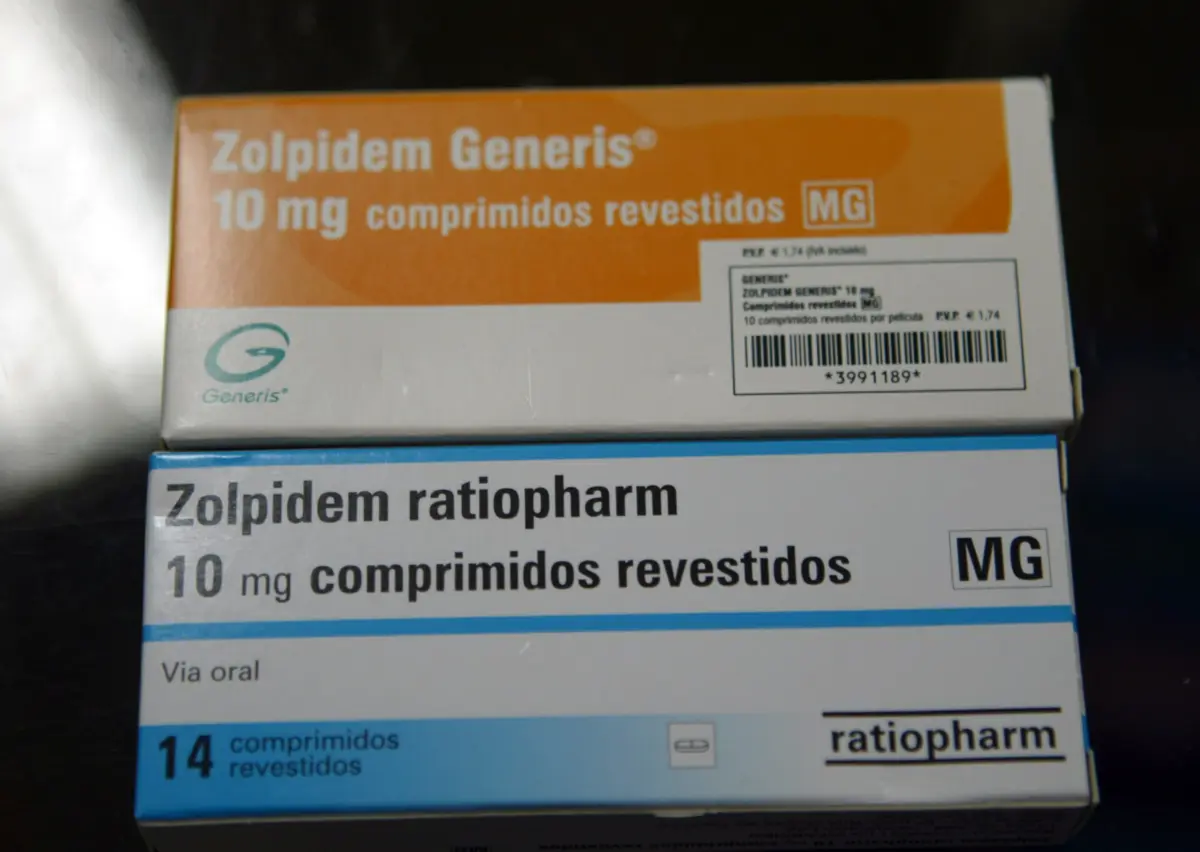 Zolpidem Generis®
10 mg comprimidos revestidos MG
P.V.P. € 1,74 (IVA incluído)
GENERIS®
ZOLPIDEM GENERIS® 10 mg
Comprimidos revestidos MG
10 comprimidos revestidos por película P.V.P. € 1,74
*3991189*
Generis®
Zolpidem ratiopharm
10 mg comprimidos revestidos MG
Via oral
14 comprimidos
revestidos
ratiopharm